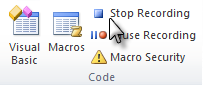 Visual Basic
Macros
Stop Recording
use Recording
Macro Security
Code